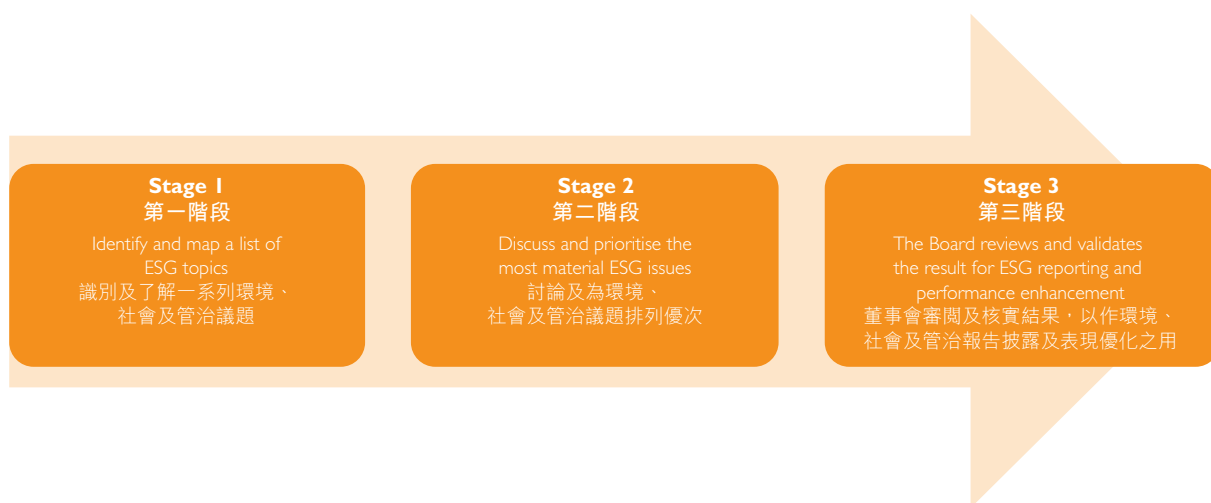 Stage 1
第一階段
Identify and map a list of
ESG topics
識別及了解一系列環境、
社會及管治議題
Stage 2
第二階段
Discuss and prioritise the
most material ESG issues
討論及為環境、
社會及管治議題排列優次
Stage 3
第三階段
The Board reviews and validates
the result for ESG reporting and
performance enhancement
董事會審閲及核實結果，以作環境、
社會及管治報告披露及表現優化之用